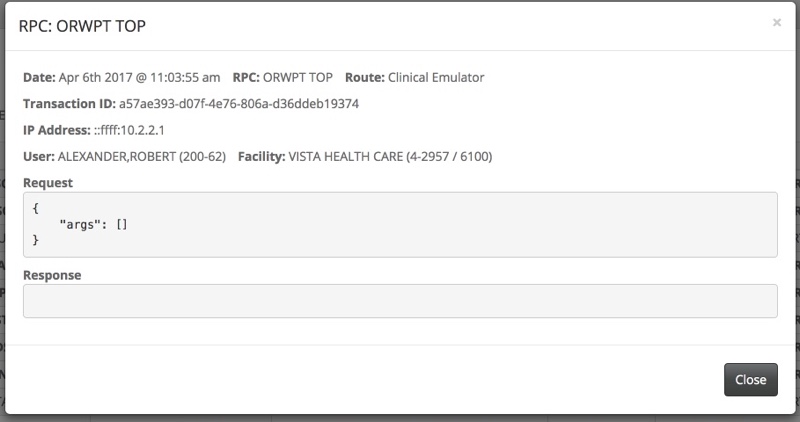 RPC: ORWPT TOP ×
Date: Apr 6th 2017 @ 11:03:55 am RPC: ORWPT TOP Route: Clinical Emulator
Transaction ID: a57ae393-d07f-4e76-806a-d36ddeb19374
IP Address: ::ffff:10.2.2.1
User: ALEXANDER,ROBERT (200-62) Facility: VISTA HEALTH CARE (4-2957 / 6100)
Request
{
    "args": []
}
Response
Close